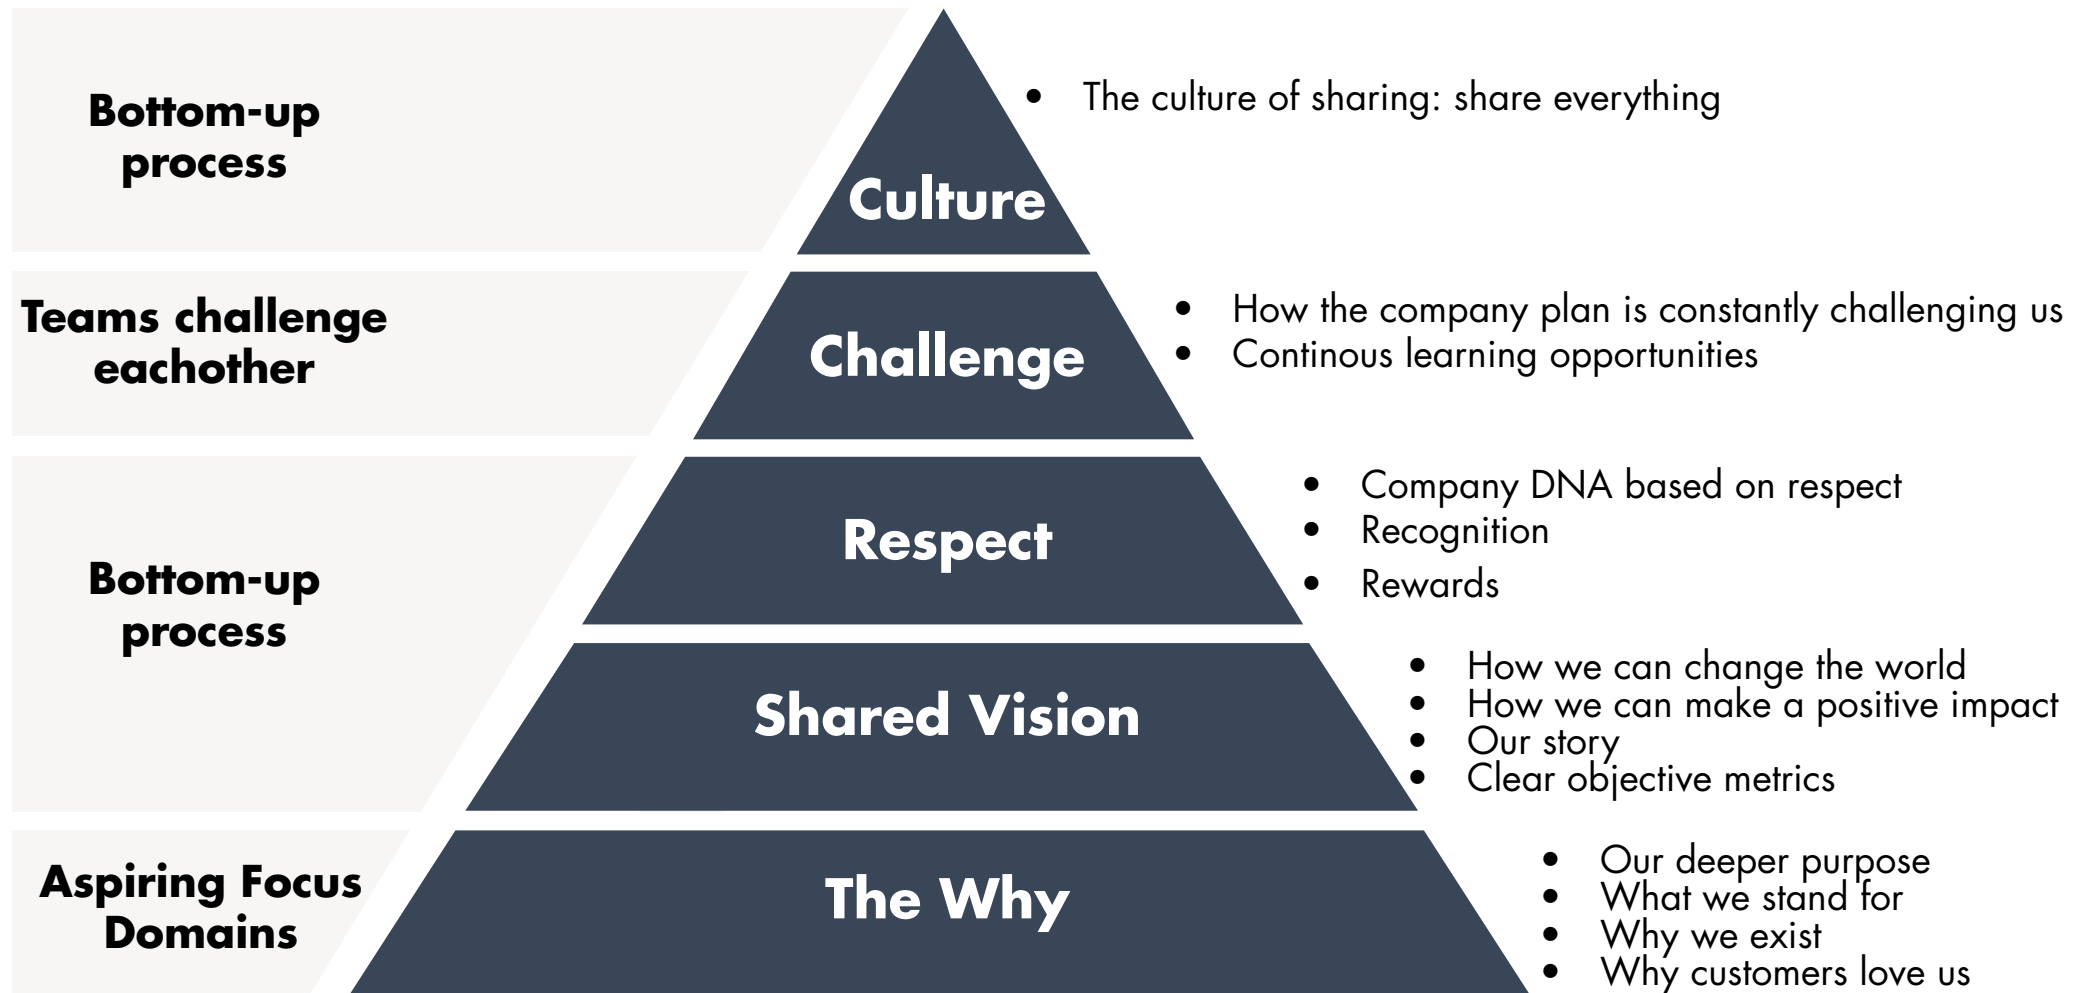 Bottom-up
process
Culture
• The culture of sharing: share everything
Teams challenge
eachother
Challenge
• How the company plan is constantly challenging us
• Continous learning opportunities
Bottom-up
process
Respect
• Company DNA based on respect
• Recognition
• Rewards
Shared Vision
• How we can change the world
• How we can make a positive impact
• Our story
• Clear objective metrics
Aspiring Focus
Domains
The Why
• Our deeper purpose
• What we stand for
• Why we exist
• Why customers love us